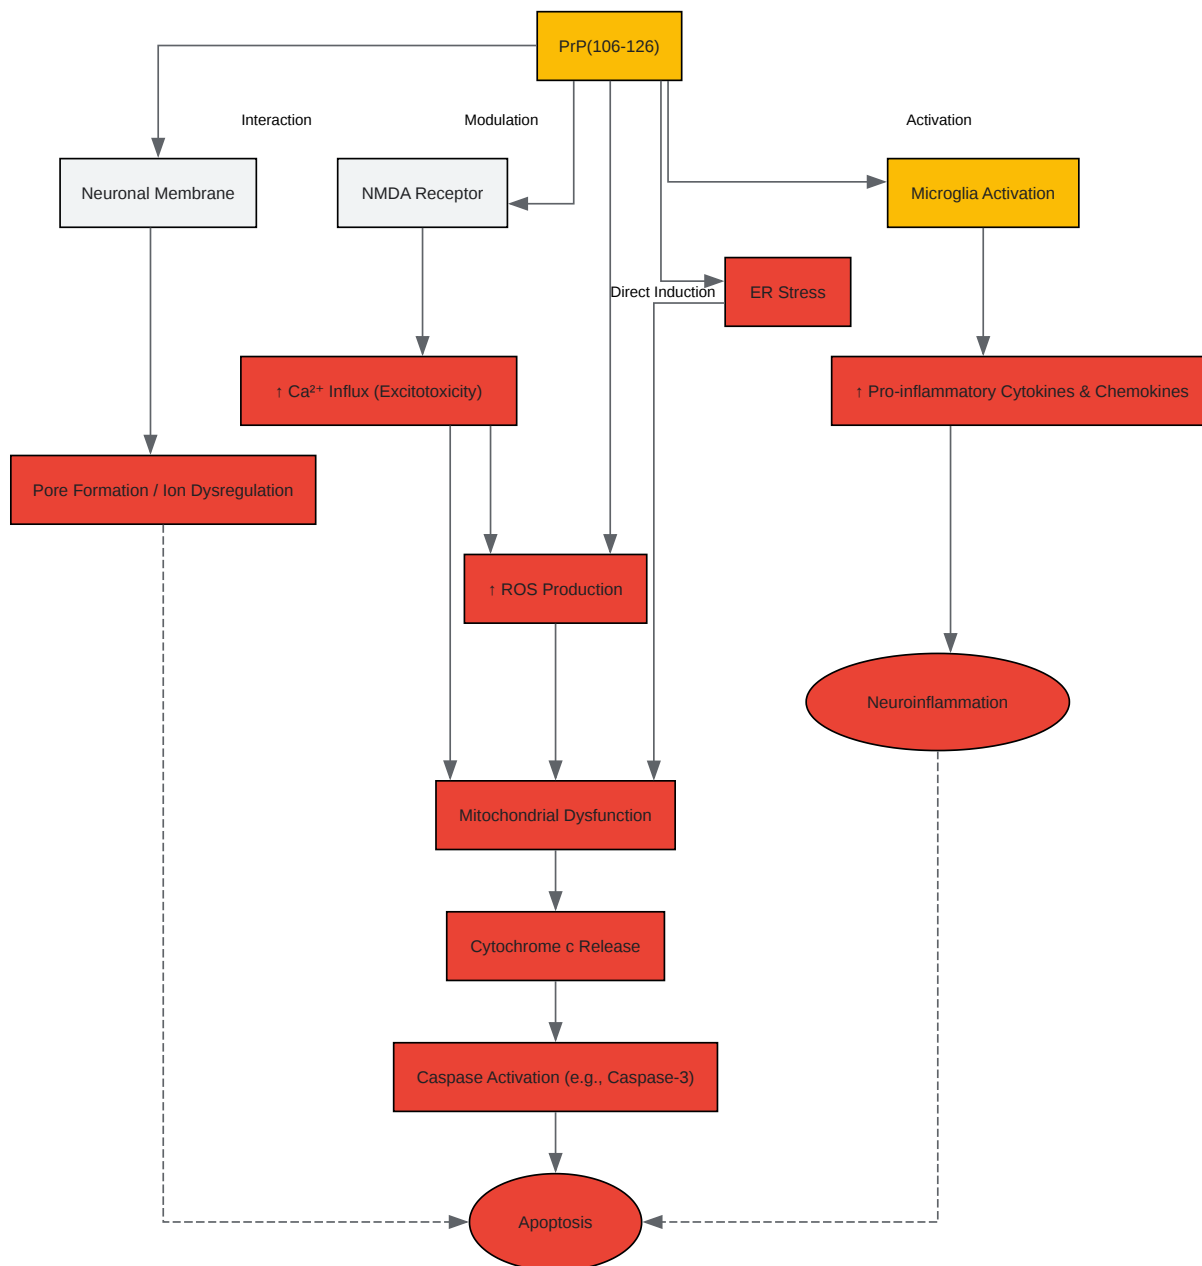 PrP(106-126)
Interaction
Modulation
Activation
Neuronal Membrane
NMDA Receptor
Microglia Activation
Direct Induction
ER Stress
↑ Ca²⁺ Influx (Excitotoxicity)
↑ Pro-inflammatory Cytokines & Chemokines
Pore Formation / Ion Dysregulation
↑ ROS Production
Neuroinflammation
Mitochondrial Dysfunction
Cytochrome c Release
Caspase Activation (e.g., Caspase-3)
Apoptosis